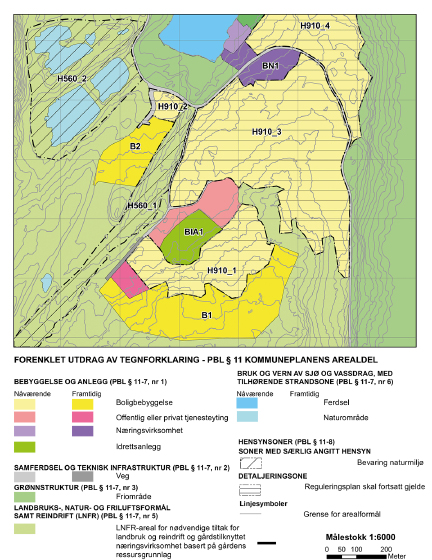 H910_4
BN1
H560_2
H910_2
H910_3
B2
H560_1
BIA1
H910_1
B1
FORENKLET UTDRAG AV TEGNFORKLARING - PBL § 11 KOMMUNEPLANENS AREALDEL
BEBYGGELSE OG ANLEGG (PBL § 11-7, nr 1)
Nåværende Framtidig
Boligbebyggelse
Offentlig eller privat tjenesteyting
Næringsvirksomhet
Idrettsanlegg
SAMFERDSEL OG TEKNISK INFRASTRUKTUR (PBL § 11-7, nr 2)
Veg
GRØNNSTRUKTUR (PBL § 11-7, nr 3)
Friområde
LANDBRUKS-, NATUR- OG FRILUFTSFORMÅL
SAMT REINDRIFT (LNFR) (PBL § 11-7, nr 5)
LNFR-areal for nødvendige tiltak for
landbruk og reindrift og gårdstilknyttet
næringsvirksomhet basert på gårdens
ressursgrunnlag
BRUK OG VERN AV SJØ OG VASSDRAG, MED
TILHØRENDE STRANDSONE (PBL § 11-7, nr 6)
Nåværende Framtidig
Ferdsel
Naturområde
HENSYNSONER (PBL § 11-8)
SONER MED SÆRLIG ANGITT HENSYN
Bevaring naturmiljø
DETALJERINGSONE
Reguleringsplan skal fortsatt gjelde
Linjesymboler
Grense for arealformål
Målestokk 1:6000
0 50 100 200
Meter